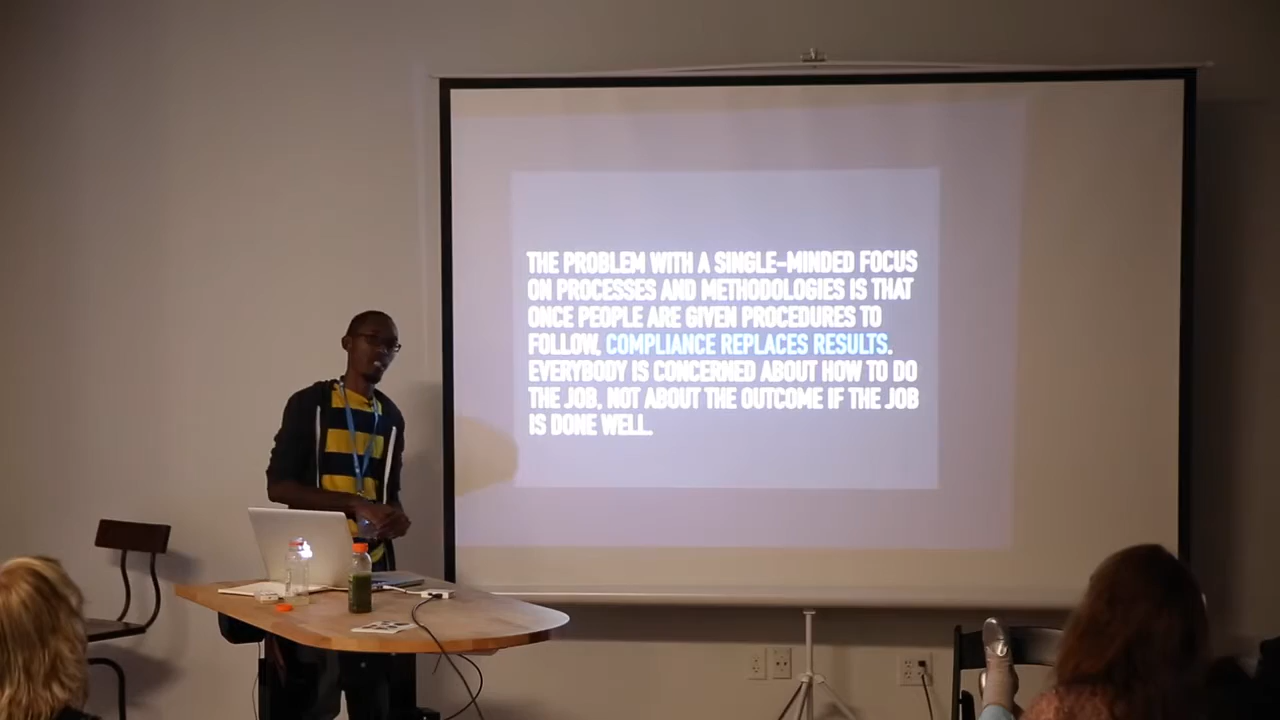 THE PROBLEM WITH A SINGLE-MINDED FOCUS
ON PROCESSES AND METHODOLOGIES IS THAT
ONCE PEOPLE ARE GIVEN PROCEDURES TO
FOLLOW, COMPLIANCE REPLACES RESULTS.
EVERYBODY IS CONCERNED ABOUT HOW TO DO
THE JOB, NOT ABOUT THE OUTCOME IF THE JOB
IS DONE WELL.